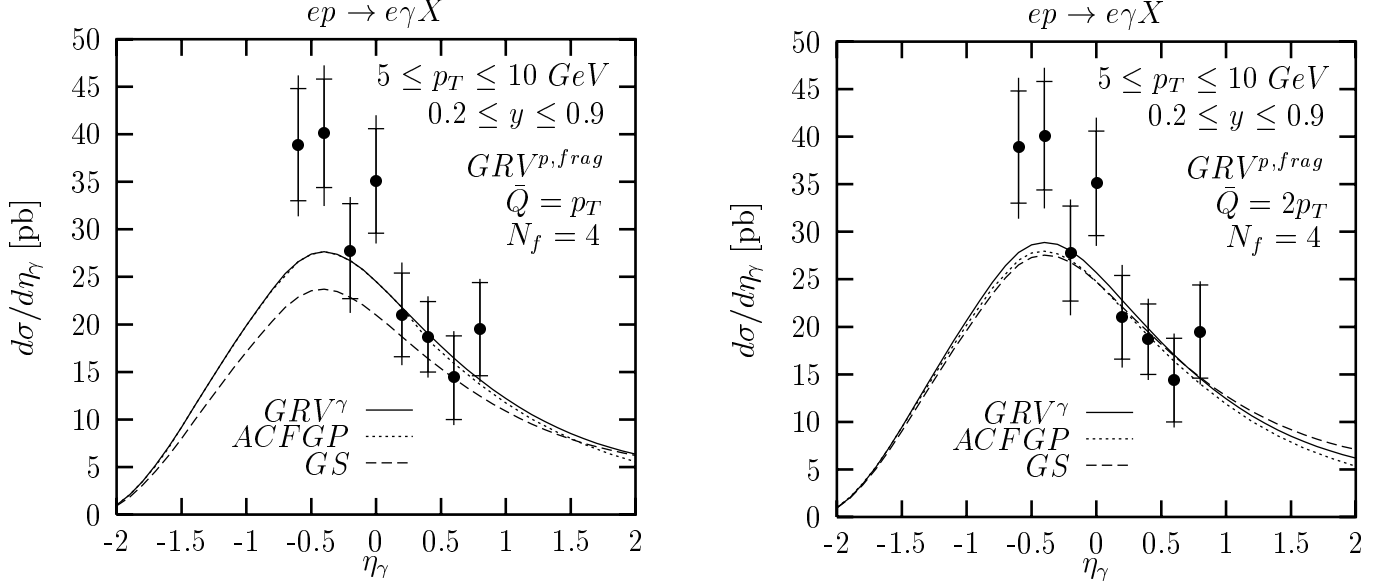 ep → eγX
dσ/dη_γ [pb]
50
45
40
35
30
25
20
15
10
5
0
5 ≤ p_T ≤ 10 GeV
0.2 ≤ y ≤ 0.9
GRV^{p,frag}
Q̄ = p_T
N_f = 4
GRV^γ
ACFGP
GS
-2 -1.5 -1 -0.5 0 0.5 1 1.5 2
η_γ
ep → eγX
dσ/dη_γ [pb]
50
45
40
35
30
25
20
15
10
5
0
5 ≤ p_T ≤ 10 GeV
0.2 ≤ y ≤ 0.9
GRV^{p,frag}
Q̄ = 2p_T
N_f = 4
GRV^γ
ACFGP
GS
-2 -1.5 -1 -0.5 0 0.5 1 1.5 2
η_γ